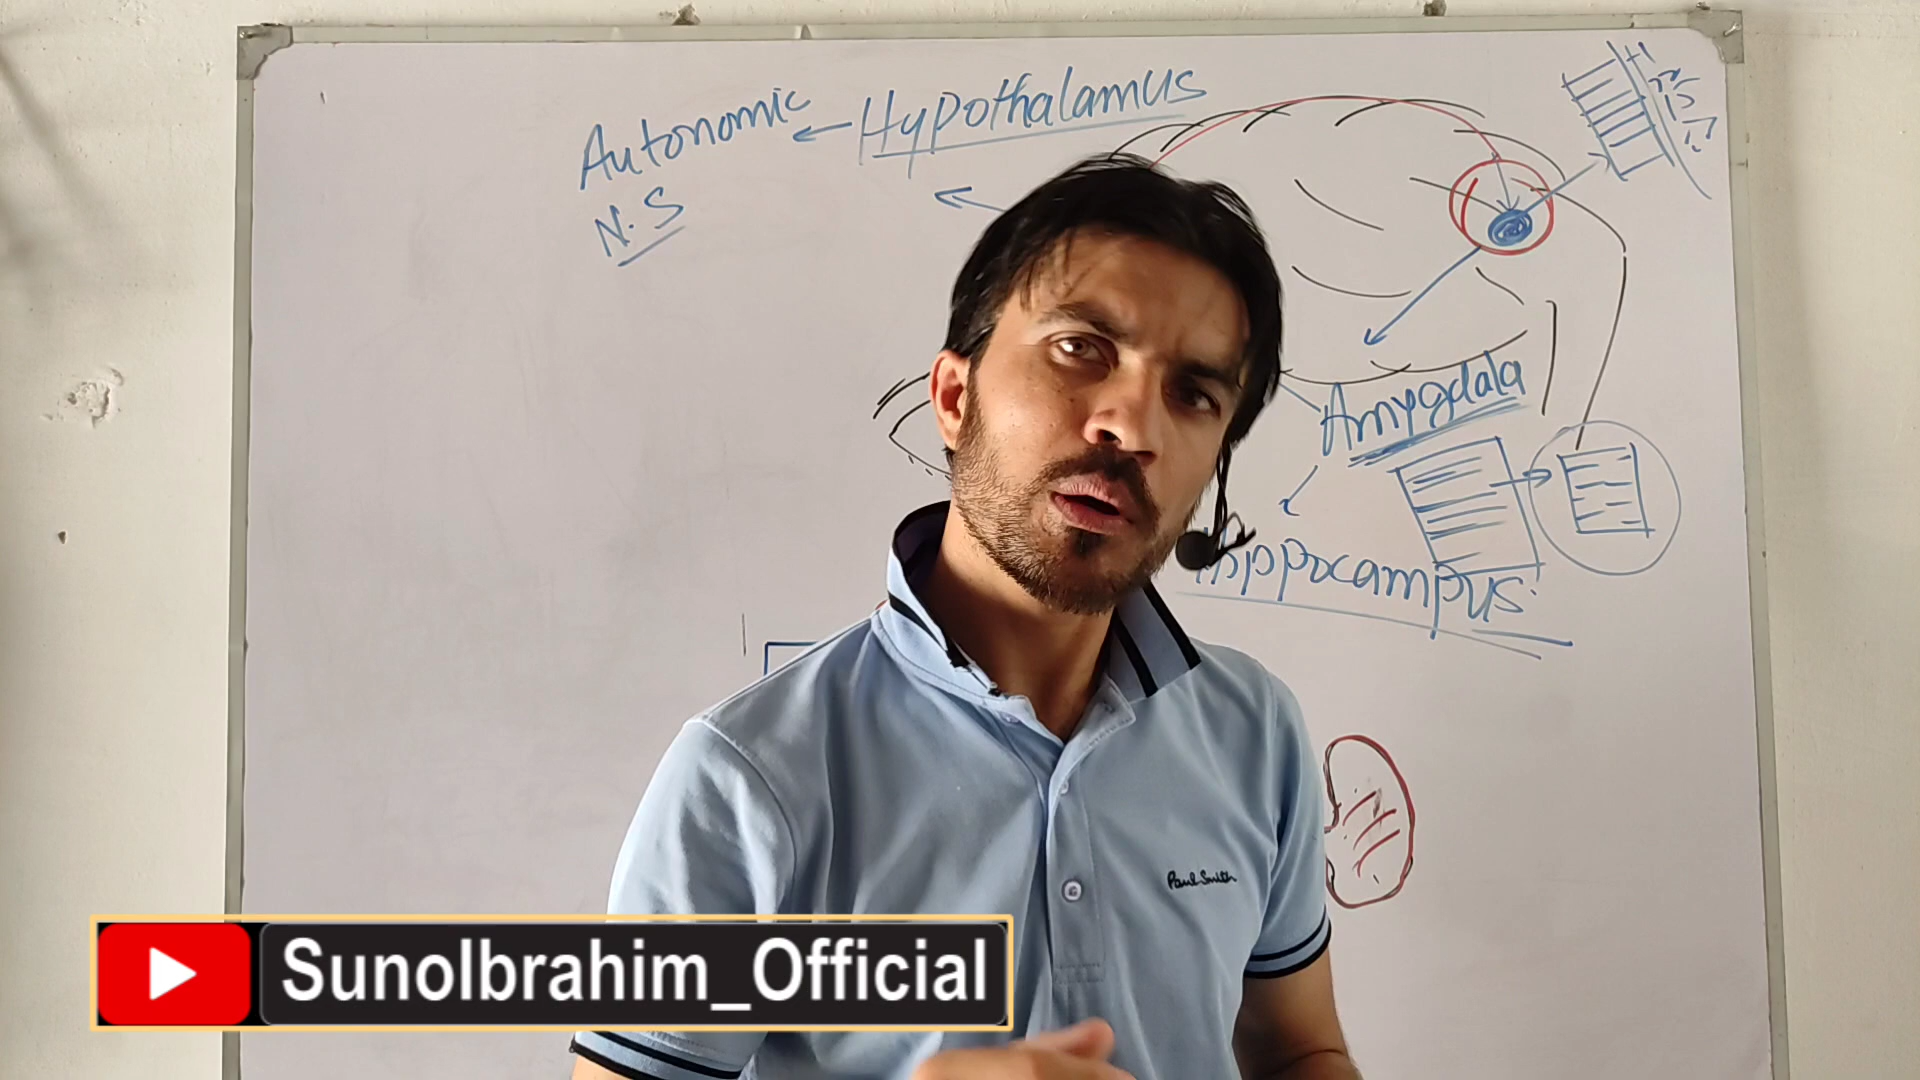 Autonomic ← Hypothalamus
N.S
Amygdala
Hippocampus
Paul Smith
SunoIbrahim_Official